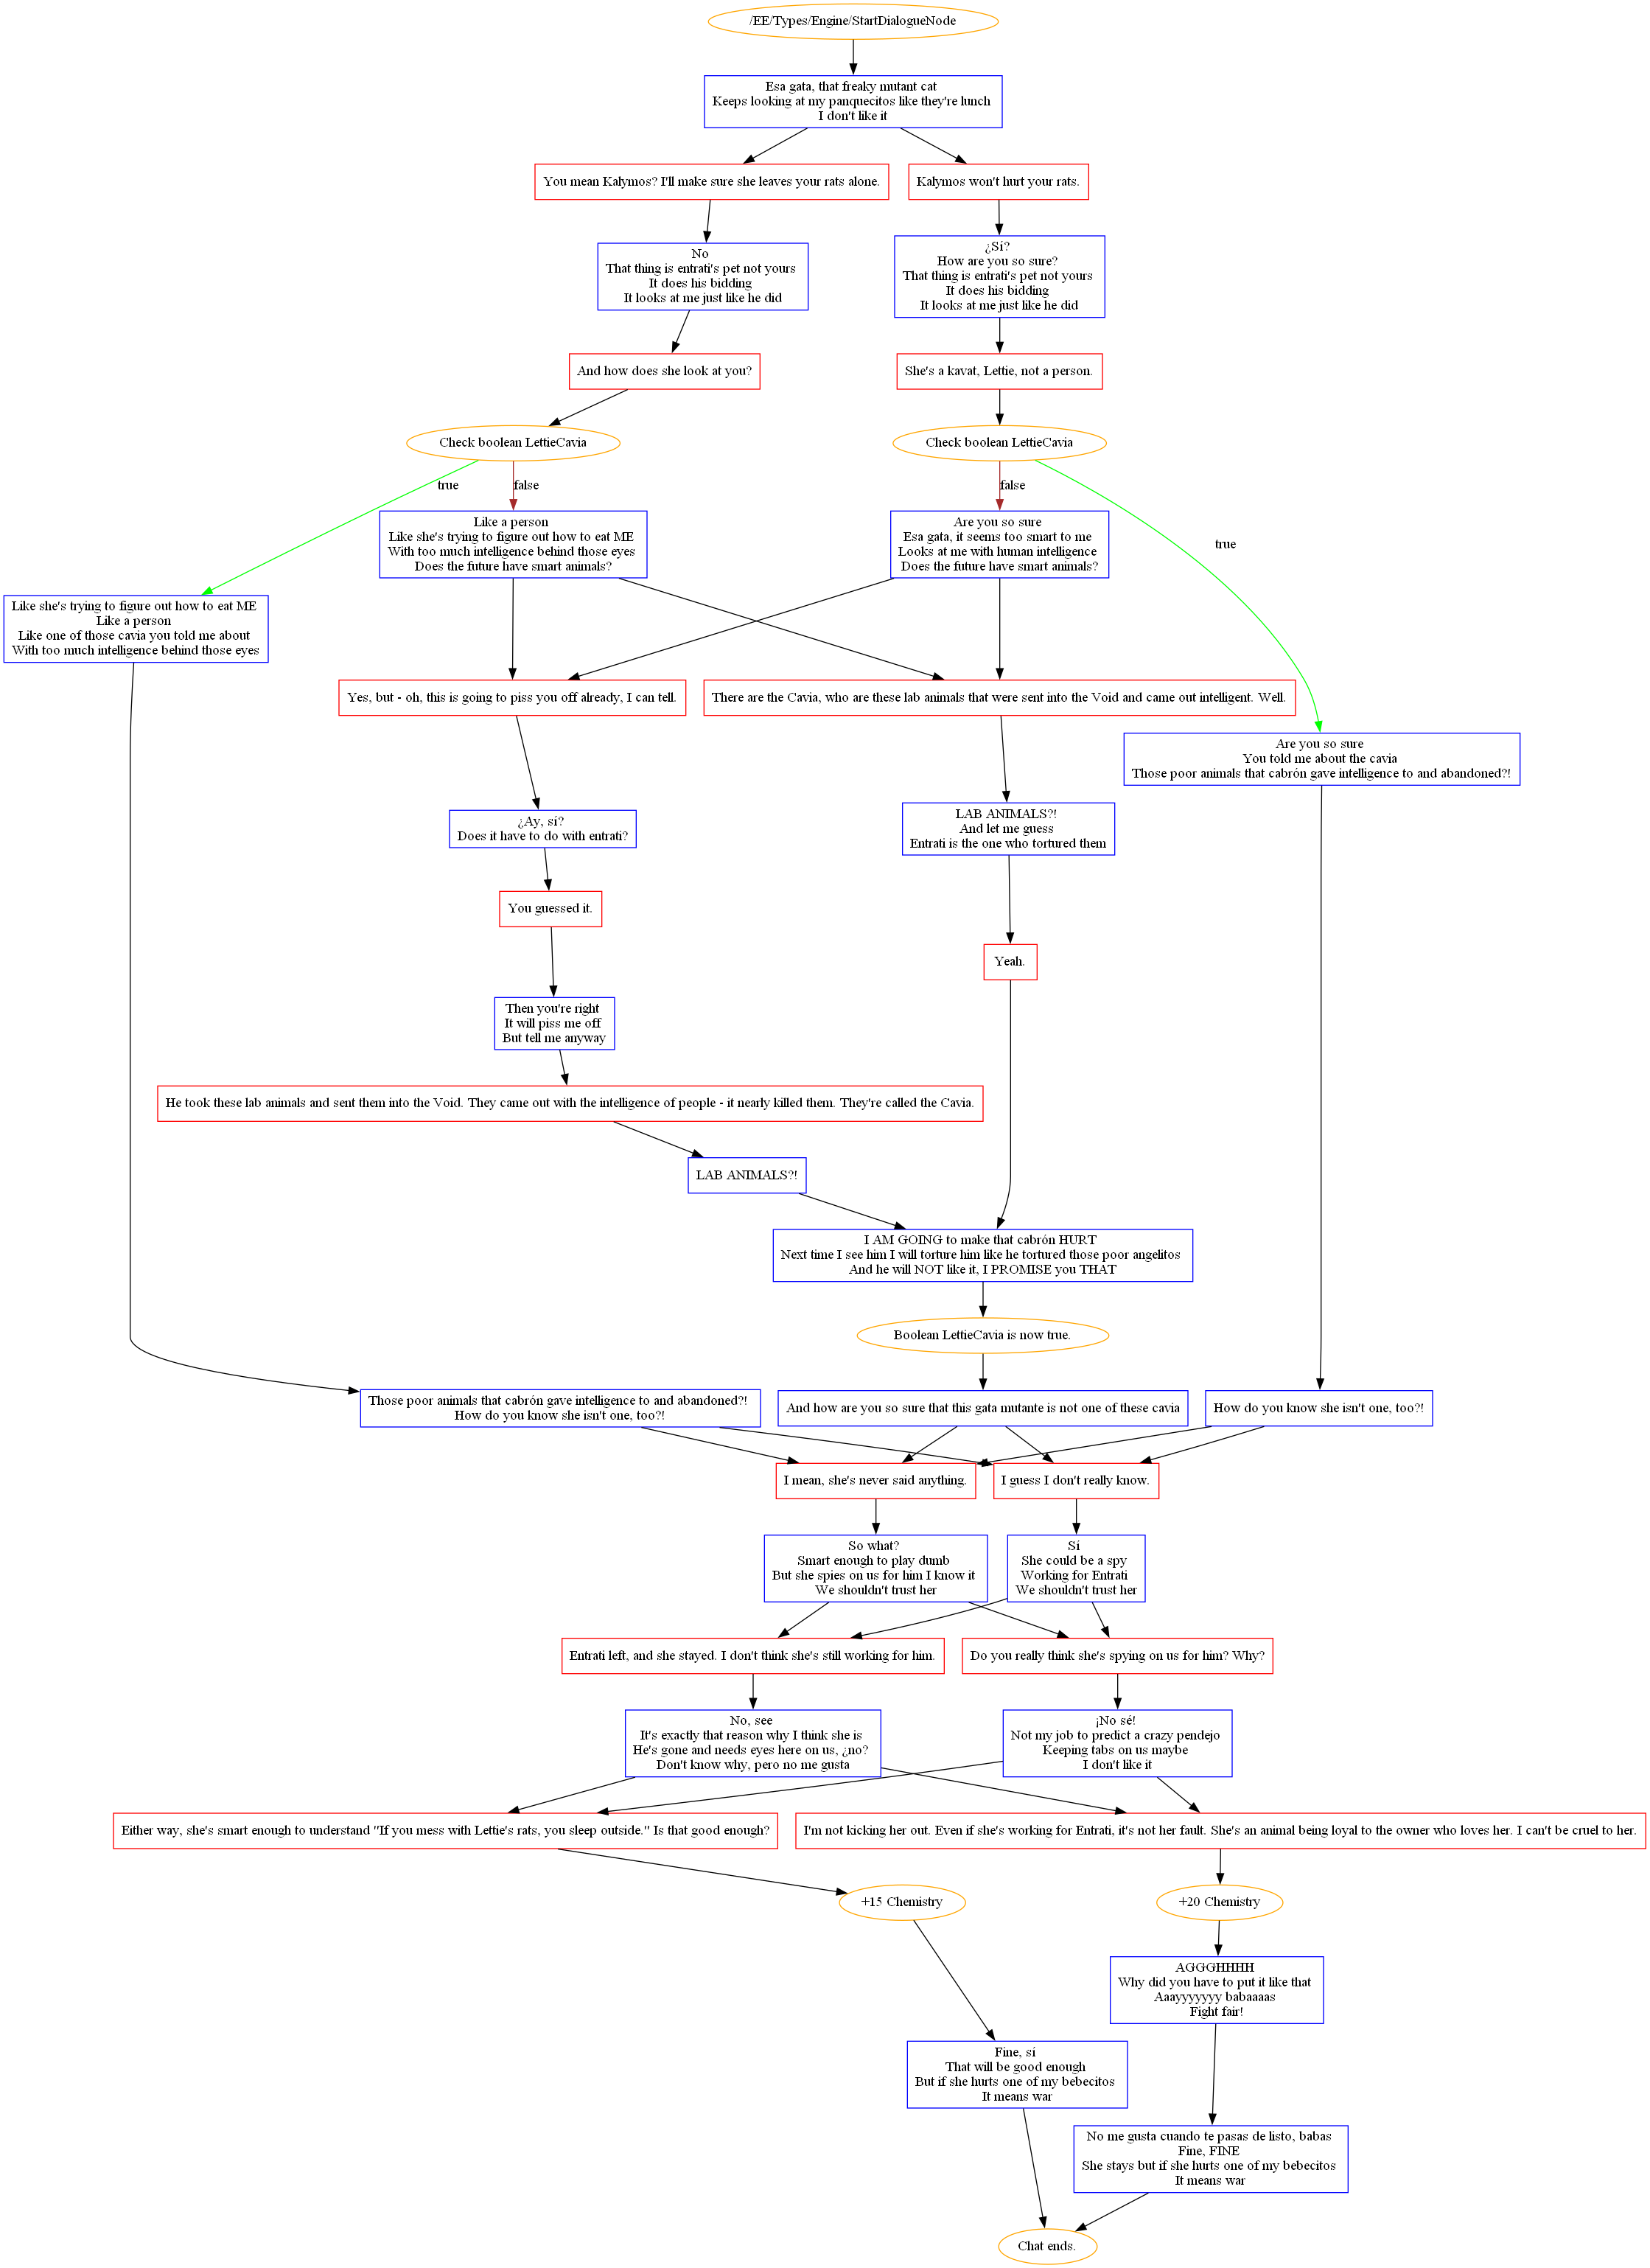 /EE/Types/Engine/StartDialogueNode
Esa gata, that freaky mutant cat
Keeps looking at my panquecitos like they're lunch
I don't like it
You mean Kalymos? I'll make sure she leaves your rats alone.
Kalymos won't hurt your rats.
No
That thing is entrati's pet not yours
It does his bidding
It looks at me just like he did
¿Sí?
How are you so sure?
That thing is entrati's pet not yours
It does his bidding
It looks at me just like he did
And how does she look at you?
She's a kavat, Lettie, not a person.
Check boolean LettieCavia
Check boolean LettieCavia
true
false
false
true
Like a person
Like she's trying to figure out how to eat ME
With too much intelligence behind those eyes
Does the future have smart animals?
Are you so sure
Esa gata, it seems too smart to me
Looks at me with human intelligence
Does the future have smart animals?
Like she's trying to figure out how to eat ME
Like a person
Like one of those cavia you told me about
With too much intelligence behind those eyes
Yes, but - oh, this is going to piss you off already, I can tell.
There are the Cavia, who are these lab animals that were sent into the Void and came out intelligent. Well.
Are you so sure
You told me about the cavia
Those poor animals that cabrón gave intelligence to and abandoned?!
¿Ay, sí?
Does it have to do with entrati?
LAB ANIMALS?!
And let me guess
Entrati is the one who tortured them
You guessed it.
Yeah.
Then you're right
It will piss me off
But tell me anyway
He took these lab animals and sent them into the Void. They came out with the intelligence of people - it nearly killed them. They're called the Cavia.
LAB ANIMALS?!
I AM GOING to make that cabrón HURT
Next time I see him I will torture him like he tortured those poor angelitos
And he will NOT like it, I PROMISE you THAT
Boolean LettieCavia is now true.
Those poor animals that cabrón gave intelligence to and abandoned?!
How do you know she isn't one, too?!
And how are you so sure that this gata mutante is not one of these cavia
How do you know she isn't one, too?!
I mean, she's never said anything.
I guess I don't really know.
So what?
Smart enough to play dumb
But she spies on us for him I know it
We shouldn't trust her
Sí
She could be a spy
Working for Entrati
We shouldn't trust her
Entrati left, and she stayed. I don't think she's still working for him.
Do you really think she's spying on us for him? Why?
No, see
It's exactly that reason why I think she is
He's gone and needs eyes here on us, ¿no?
Don't know why, pero no me gusta
¡No sé!
Not my job to predict a crazy pendejo
Keeping tabs on us maybe
I don't like it
Either way, she's smart enough to understand "If you mess with Lettie's rats, you sleep outside." Is that good enough?
I'm not kicking her out. Even if she's working for Entrati, it's not her fault. She's an animal being loyal to the owner who loves her. I can't be cruel to her.
+15 Chemistry
+20 Chemistry
AGGGHHHH
Why did you have to put it like that
Aaayyyyyyy babaaaas
Fight fair!
Fine, sí
That will be good enough
But if she hurts one of my bebecitos
It means war
No me gusta cuando te pasas de listo, babas
Fine, FINE
She stays but if she hurts one of my bebecitos
It means war
Chat ends.